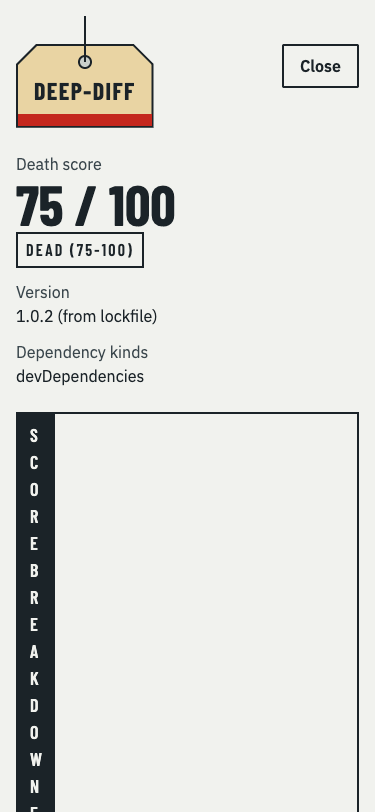 DEEP-DIFF
Close
Death score
75 / 100
DEAD (75-100)
Version
1.0.2 (from lockfile)
Dependency kinds
devDependencies
S
C
O
R
E
B
R
E
A
K
D
O
W
N